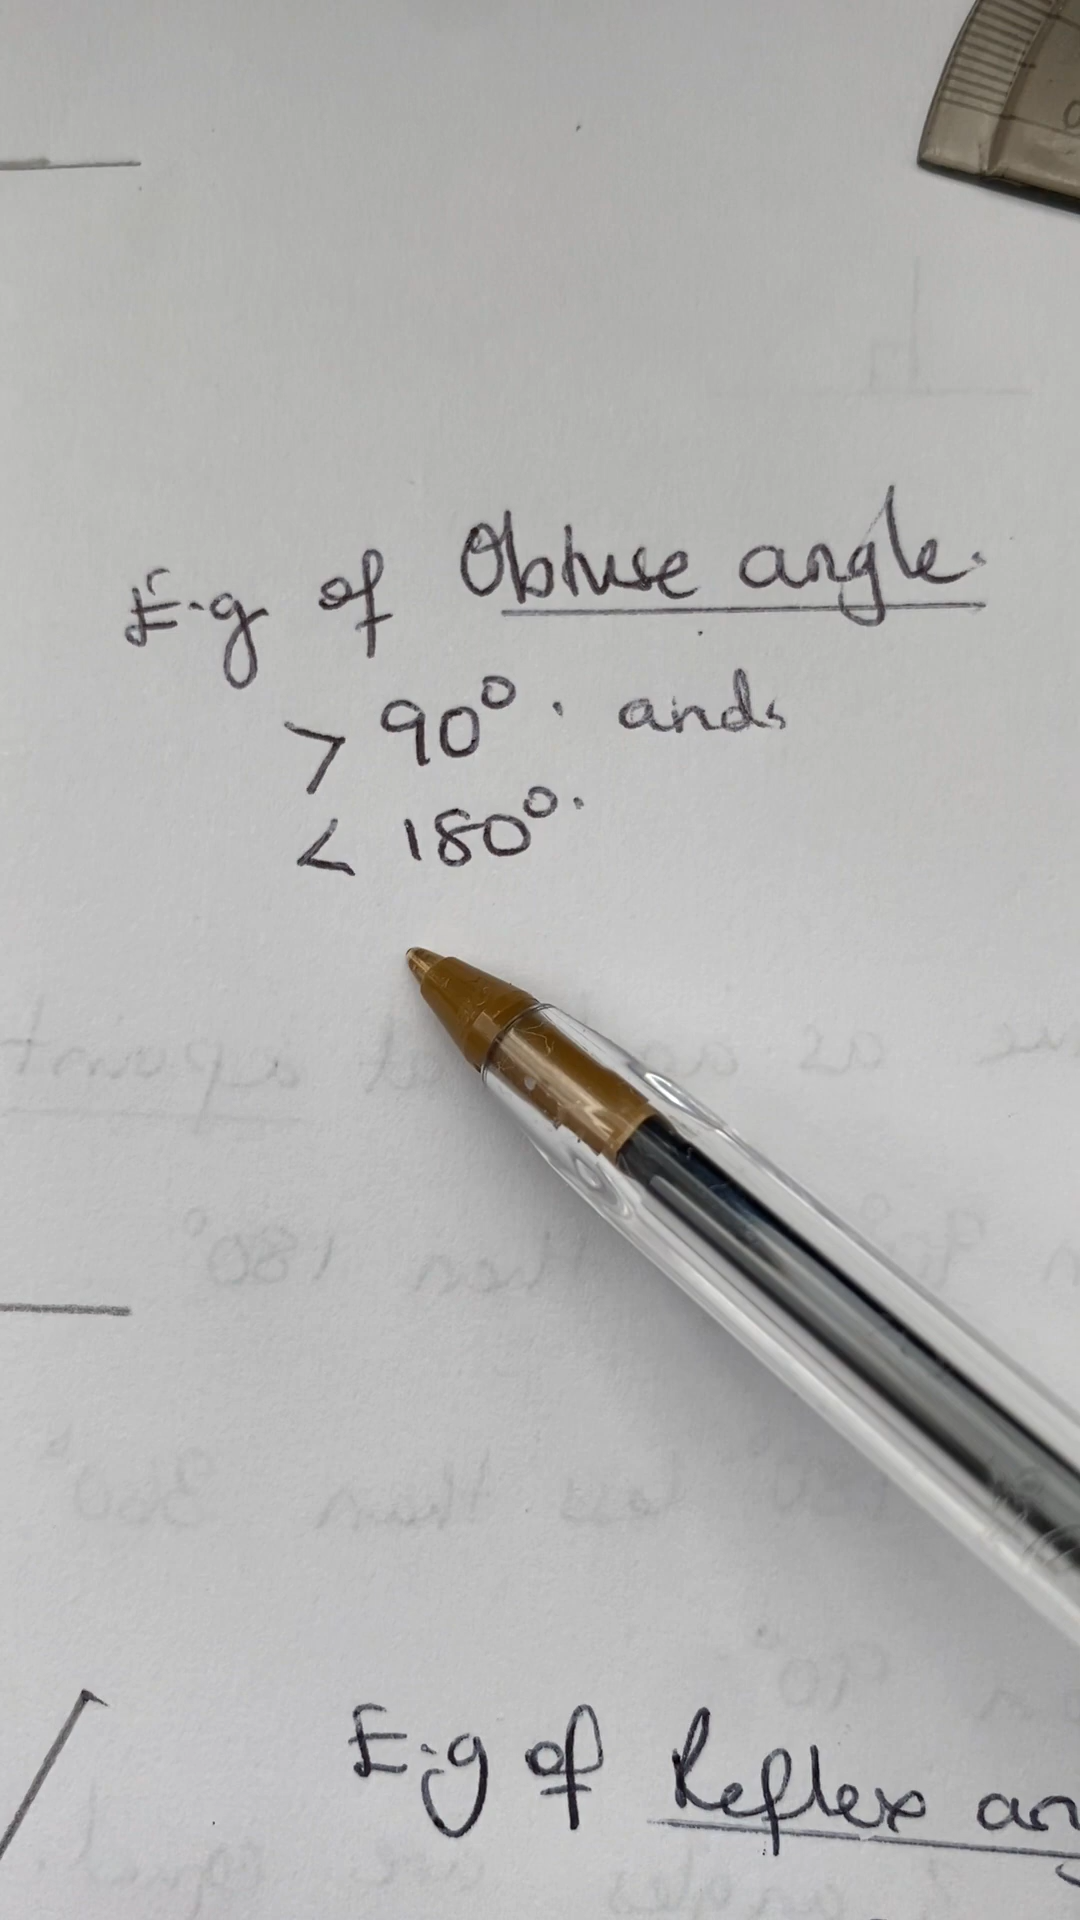 E.g of Obtuse angle.
> 90°. and
< 180°.
E.g of Reflex an